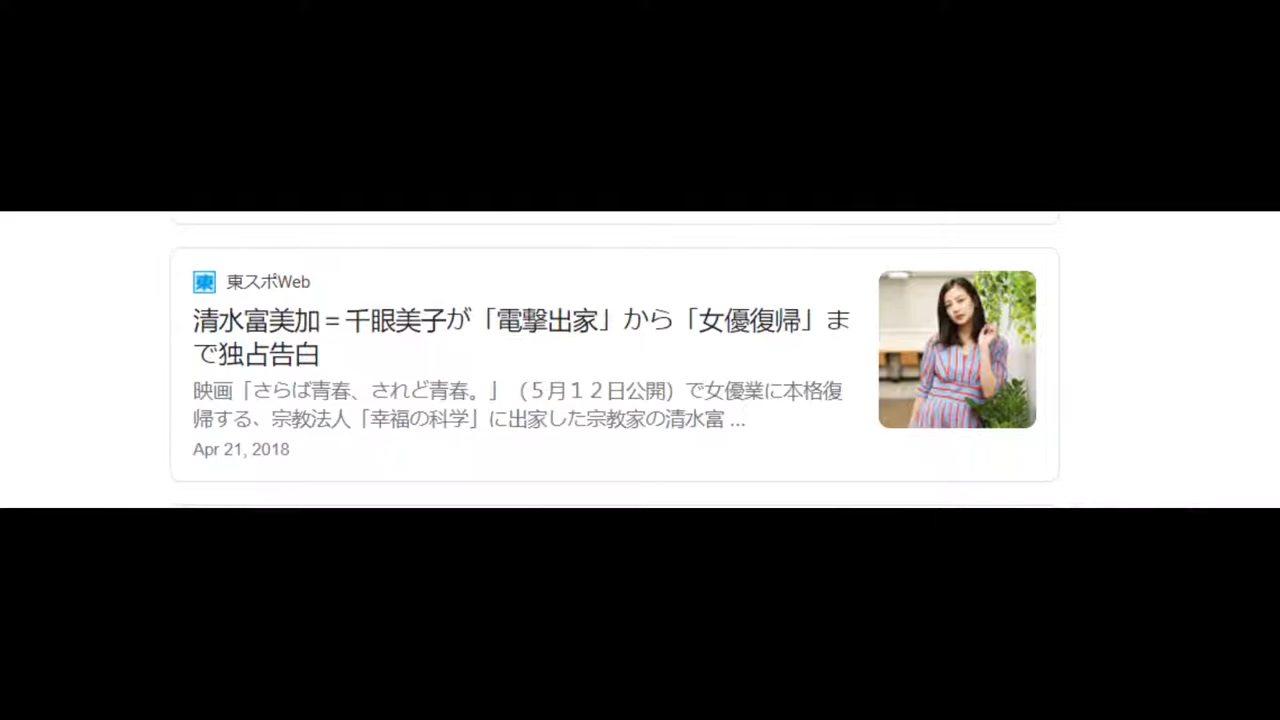 東 東スポWeb
清水富美加＝千眼美子が「電撃出家」から「女優復帰」ま
で独占告白
映画「さらば青春、されど青春。」（５月１２日公開）で女優業に本格復
帰する、宗教法人「幸福の科学」に出家した宗教家の清水富 ...
Apr 21, 2018